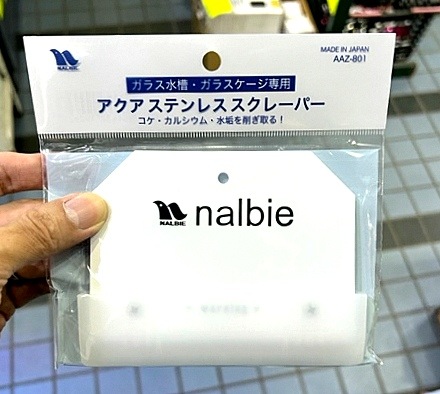 NALBIE
MADE IN JAPAN
AAZ-801
ガラス水槽・ガラスケージ専用
アクア ステンレス スクレーパー
コケ・カルシウム・水垢を削ぎ取る！
NALBIE
nalbie